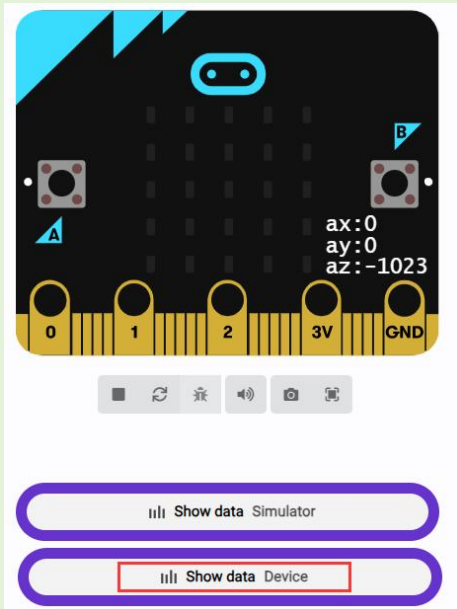 B
A
ax:0
ay:0
az:-1023
0 1 2 3V GND
Show data Simulator
Show data Device